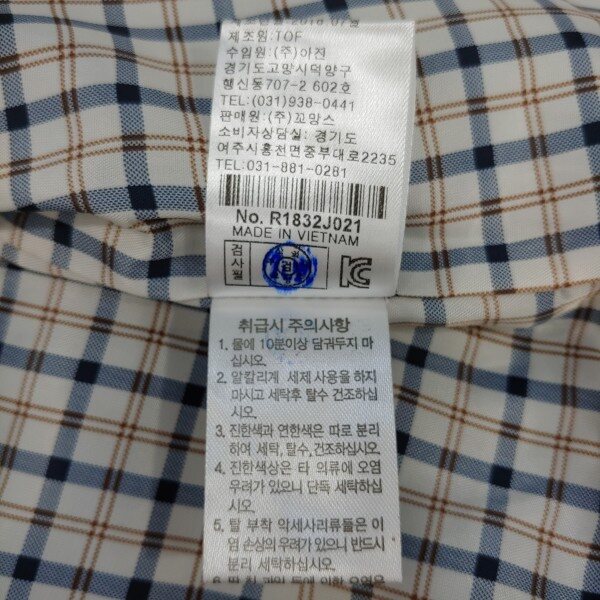 제조년월:2018.07월
제조원:TOF
수입원:(주)아진
경기도고양시덕양구
행신동707-2 602호
TEL:(031)938-0441
판매원:(주)꼬망스
소비자상담실: 경기도
여주시흥천면중부대로2235
TEL:031-881-0281
No. R1832J021
MADE IN VIETNAM
검사필
취급시 주의사항
1. 물에 10분이상 담궈두지 마
십시오.
2. 알칼리계 세제 사용을 하지
마시고 세탁후 탈수 건조하십
시오.
3. 진한색과 연한색은 따로 분리
하여 세탁, 탈수, 건조하십시오.
4. 진한색상은 타 의류에 오염
우려가 있으니 단독 세탁하십
시오.
5. 탈 부착 악세사리류들은 이
염 손상의 우려가 있으니 반드시
분리 하십시오.